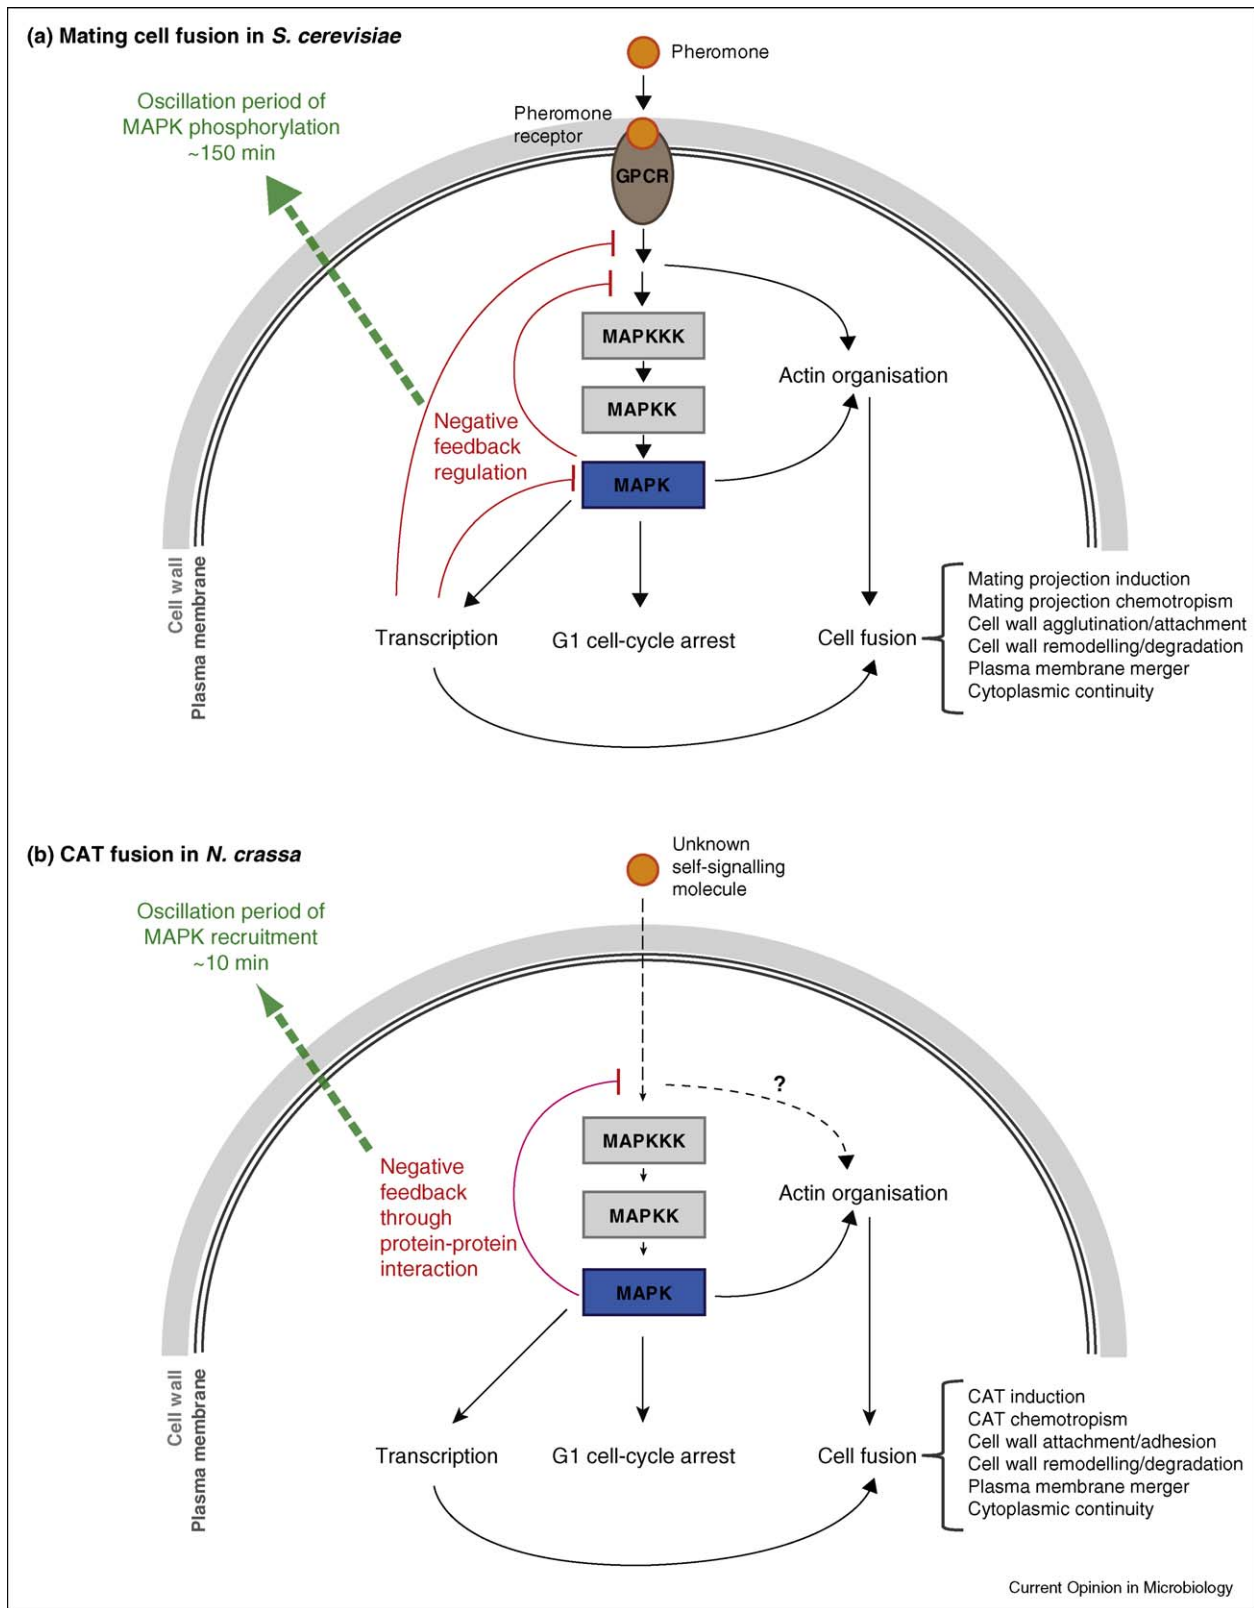 (a) Mating cell fusion in S. cerevisiae
Pheromone
Oscillation period of
MAPK phosphorylation
~150 min
Pheromone
receptor
GPCR
MAPKKK
Actin organisation
MAPKK
Negative
feedback
regulation
MAPK
Cell wall
Plasma membrane
Transcription
G1 cell-cycle arrest
Cell fusion
Mating projection induction
Mating projection chemotropism
Cell wall agglutination/attachment
Cell wall remodelling/degradation
Plasma membrane merger
Cytoplasmic continuity
(b) CAT fusion in N. crassa
Unknown
self-signalling
molecule
Oscillation period of
MAPK recruitment
~10 min
?
MAPKKK
Negative
feedback
through
protein-protein
interaction
Actin organisation
MAPKK
MAPK
Cell wall
Plasma membrane
Transcription
G1 cell-cycle arrest
Cell fusion
CAT induction
CAT chemotropism
Cell wall attachment/adhesion
Cell wall remodelling/degradation
Plasma membrane merger
Cytoplasmic continuity
Current Opinion in Microbiology